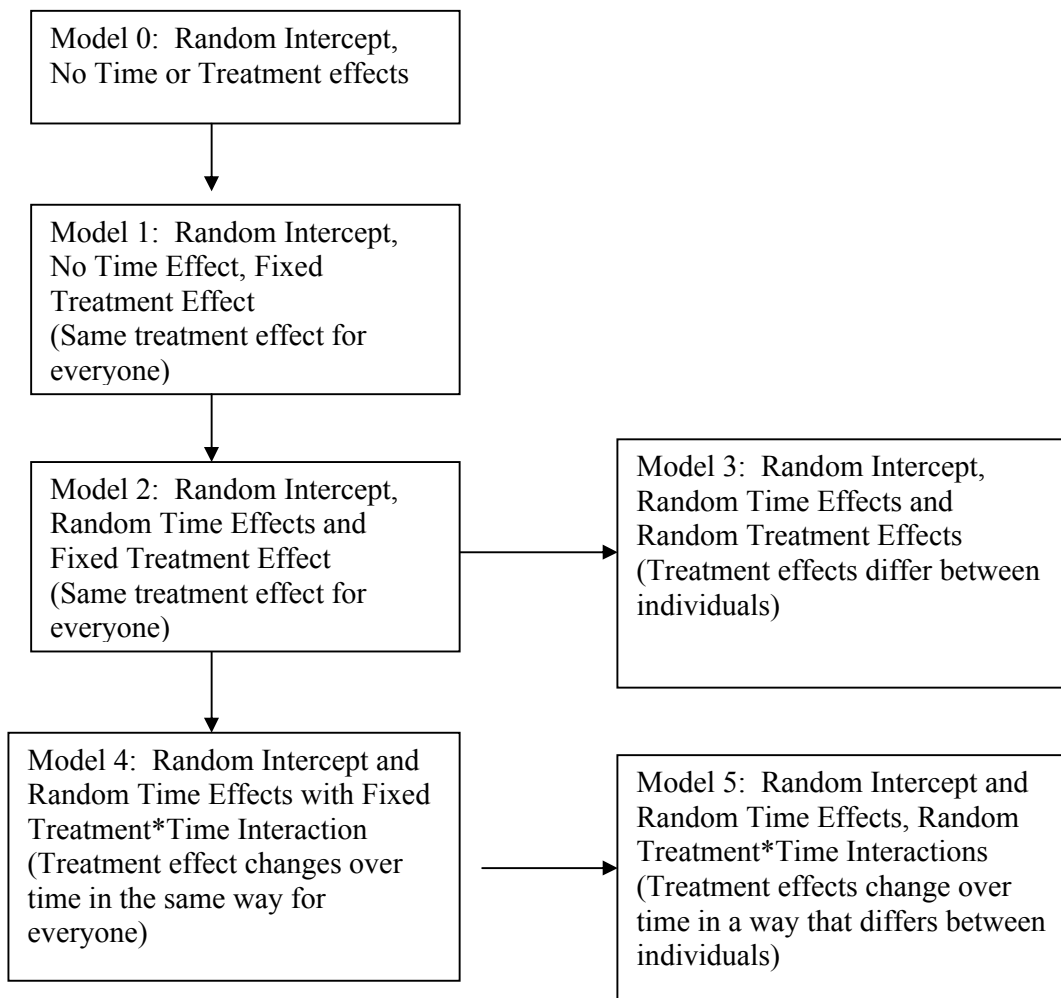 Model 0:  Random Intercept,
No Time or Treatment effects
Model 1:  Random Intercept,
No Time Effect, Fixed
Treatment Effect
(Same treatment effect for
everyone)
Model 2:  Random Intercept,
Random Time Effects and
Fixed Treatment Effect
(Same treatment effect for
everyone)
Model 3:  Random Intercept,
Random Time Effects and
Random Treatment Effects
(Treatment effects differ between
individuals)
Model 4:  Random Intercept and
Random Time Effects with Fixed
Treatment*Time Interaction
(Treatment effect changes over
time in the same way for
everyone)
Model 5:  Random Intercept and
Random Time Effects, Random
Treatment*Time Interactions
(Treatment effects change over
time in a way that differs between
individuals)